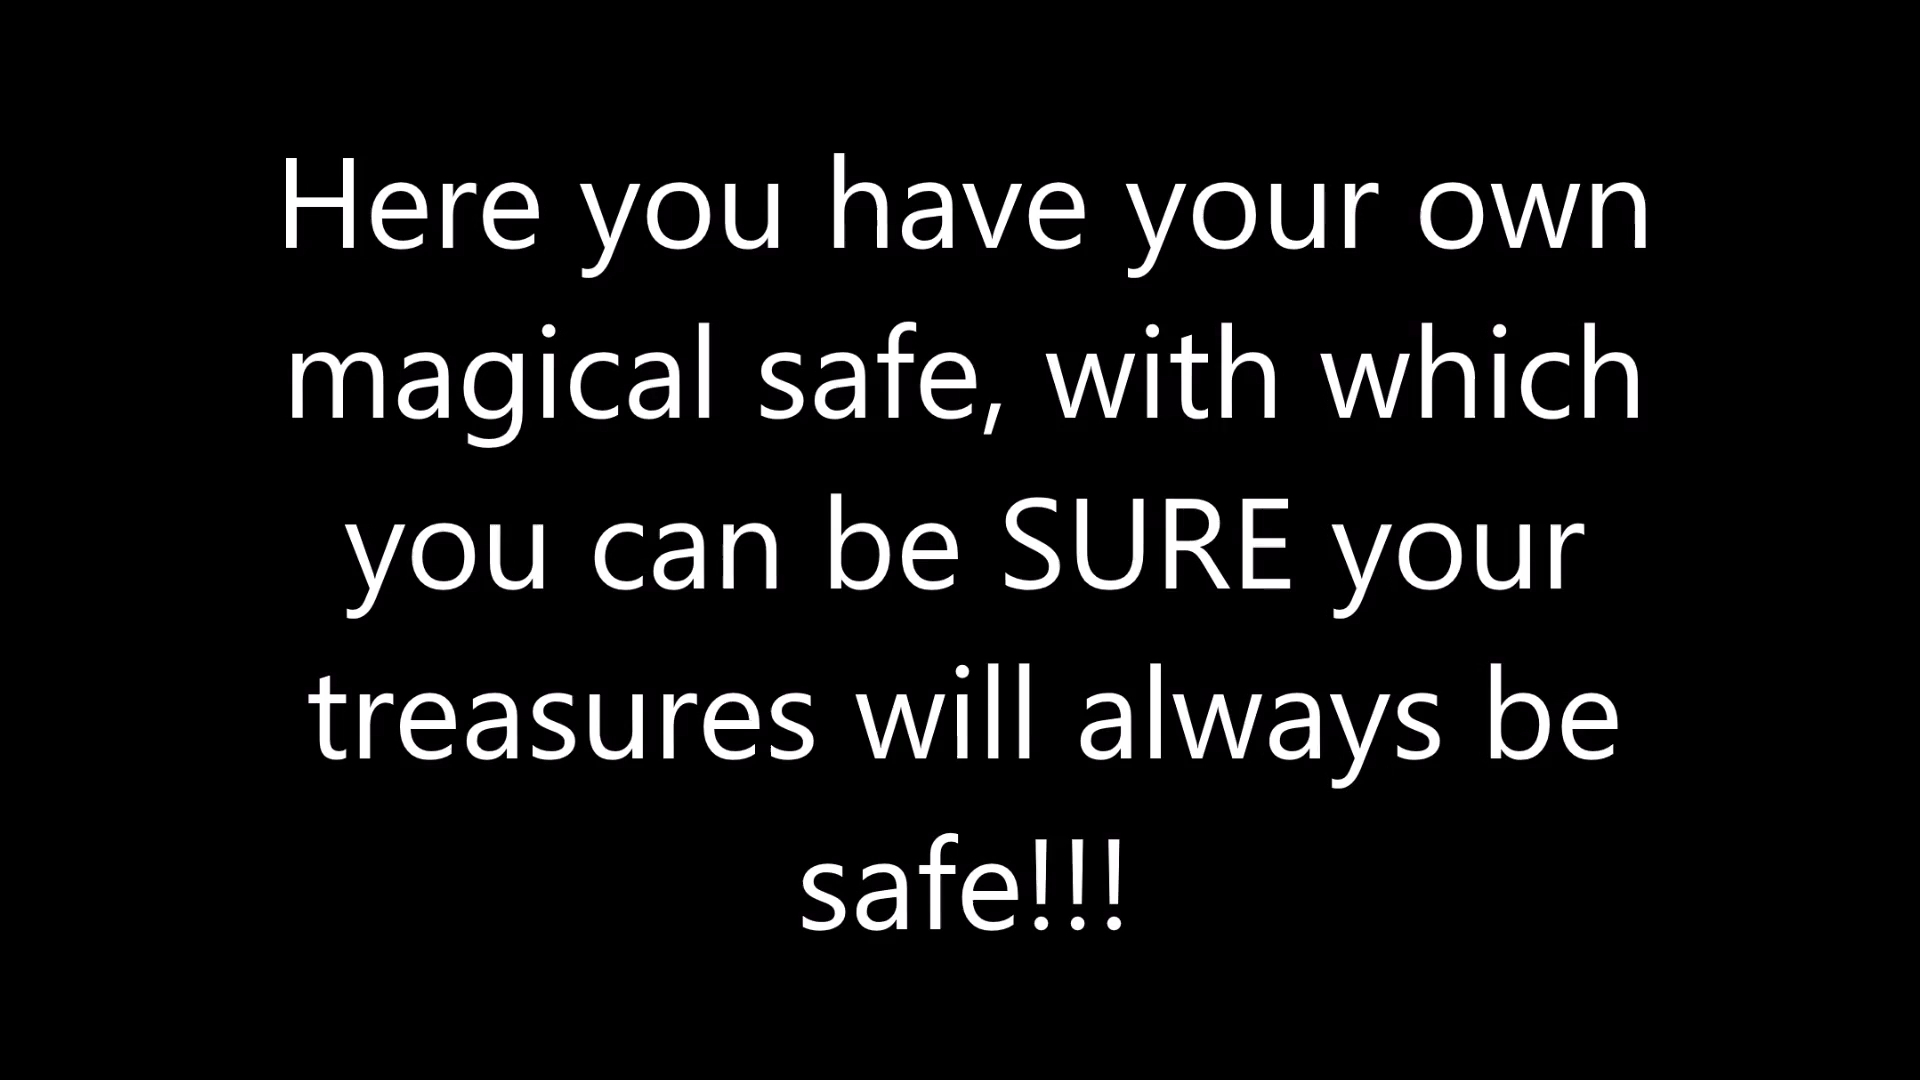 Here you have your own
magical safe, with which
you can be SURE your
treasures will always be
safe!!!